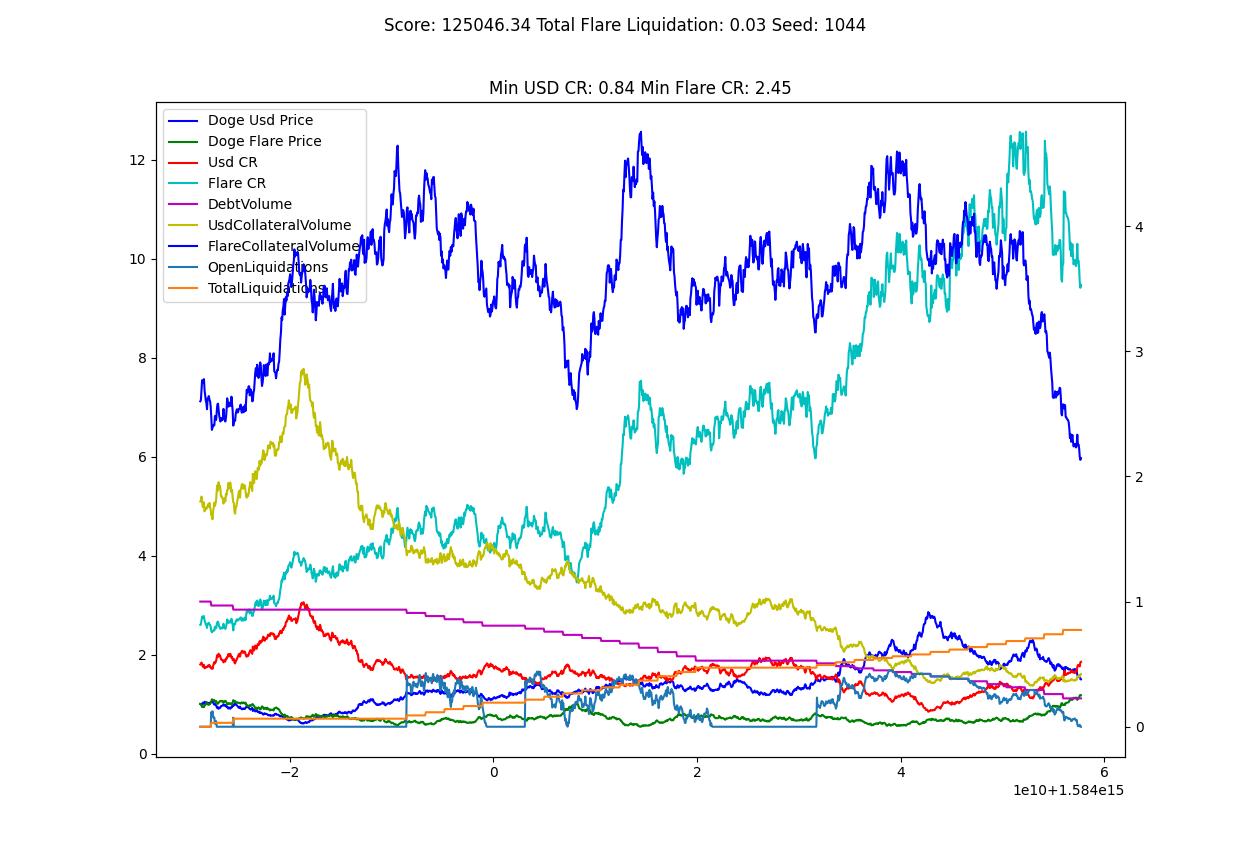 Score: 125046.34 Total Flare Liquidation: 0.03 Seed: 1044
Min USD CR: 0.84 Min Flare CR: 2.45
Doge Usd Price
Doge Flare Price
Usd CR
Flare CR
DebtVolume
UsdCollateralVolume
FlareCollateralVolume
OpenLiquidations
TotalLiquidations
12
10
8
6
4
2
0
4
3
2
1
0
−2
0
2
4
6
1e10+1.584e15